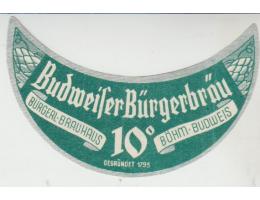 Budweiser Bürgerbräu
BÜRGERL. BRAUHAUS
10°
BÖHM.-BUDWEIS
GEGRÜNDET 1795